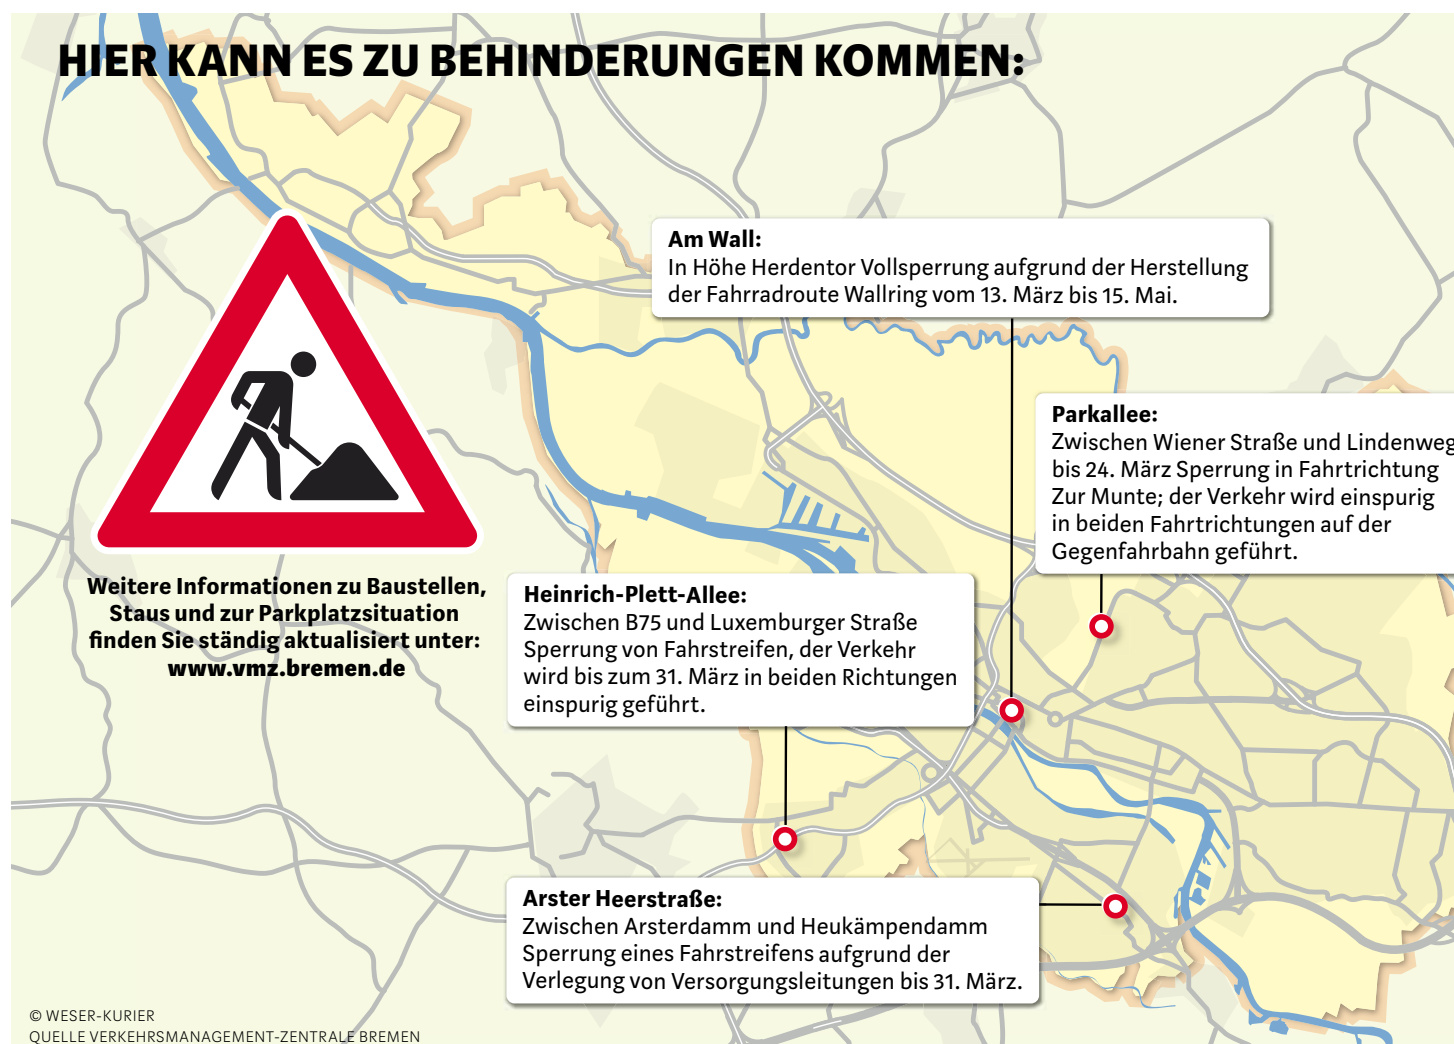 HIER KANN ES ZU BEHINDERUNGEN KOMMEN:
Am Wall:
In Höhe Herdentor Vollsperrung aufgrund der Herstellung
der Fahrradroute Wallring vom 13. März bis 15. Mai.
Parkallee:
Zwischen Wiener Straße und Lindenweg
bis 24. März Sperrung in Fahrtrichtung
Zur Munte; der Verkehr wird einspurig
in beiden Fahrtrichtungen auf der
Gegenfahrbahn geführt.
Weitere Informationen zu Baustellen,
Staus und zur Parkplatzsituation
finden Sie ständig aktualisiert unter:
www.vmz.bremen.de
Heinrich-Plett-Allee:
Zwischen B75 und Luxemburger Straße
Sperrung von Fahrstreifen, der Verkehr
wird bis zum 31. März in beiden Richtungen
einspurig geführt.
Arster Heerstraße:
Zwischen Arsterdamm und Heukämpendamm
Sperrung eines Fahrstreifens aufgrund der
Verlegung von Versorgungsleitungen bis 31. März.
© WESER-KURIER
QUELLE VERKEHRSMANAGEMENT-ZENTRALE BREMEN